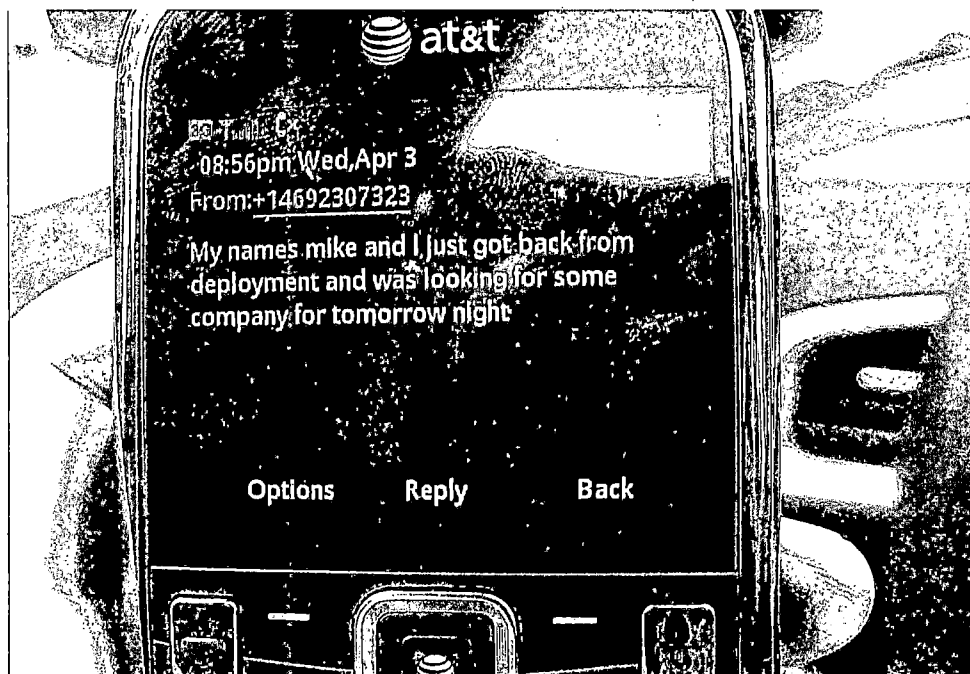 at&t
3G
08:56pm Wed,Apr 3
From:+14692307323
My names mike and I just got back from
deployment and was looking for some
company for tomorrow night
Options Reply Back